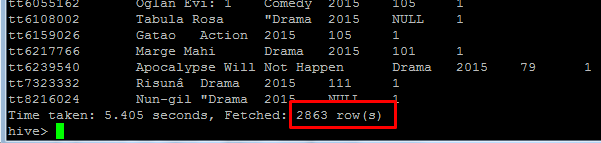 tt6055162 Oglan Evi: 1 Comedy 2015 105 1
tt6108002 Tabula Rosa "Drama 2015 NULL 1
tt6159026 Gatao Action 2015 105 1
tt6217766 Marge Mahi Drama 2015 101 1
tt6239540 Apocalypse Will Not Happen Drama 2015 79 1
tt7323332 Risuná Drama 2015 111 1
tt8216024 Nun-gil "Drama 2015 NULL 1
Time taken: 5.405 seconds, Fetched: 2863 row(s)
hive>